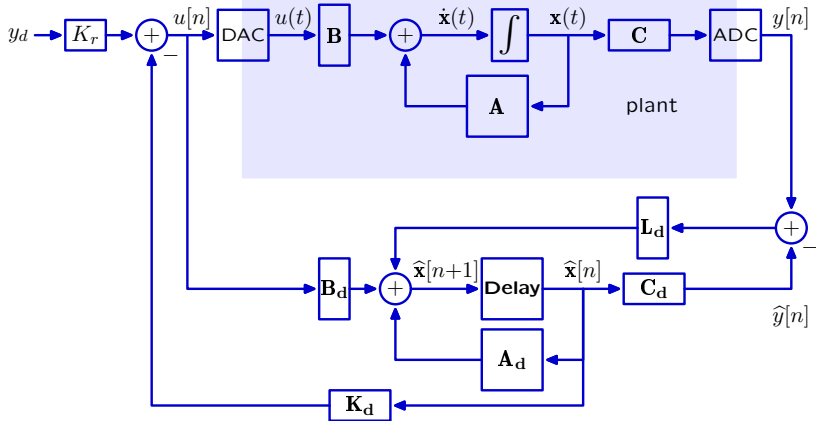 y_d K_r + − u[n] DAC u(t) B + ẋ(t) ∫ x(t) C ADC y[n]
A plant
L_d + −
B_d + x̂[n+1] Delay x̂[n] C_d ŷ[n]
A_d
K_d